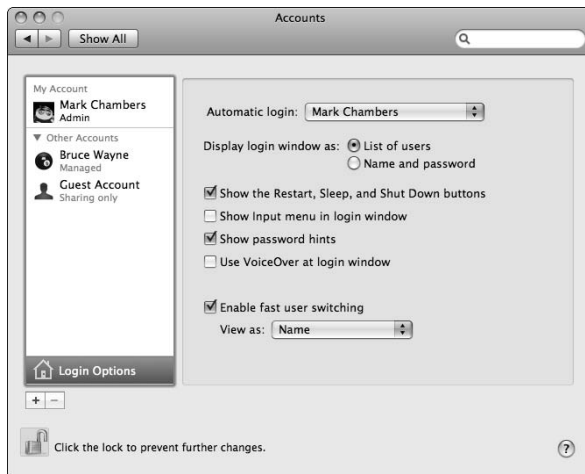 Accounts
Show All
My Account
Mark Chambers
Admin
Other Accounts
Bruce Wayne
Managed
Guest Account
Sharing only
Login Options
Automatic login: Mark Chambers
Display login window as: List of users
Name and password
Show the Restart, Sleep, and Shut Down buttons
Show Input menu in login window
Show password hints
Use VoiceOver at login window
Enable fast user switching
View as: Name
+ −
Click the lock to prevent further changes.
?